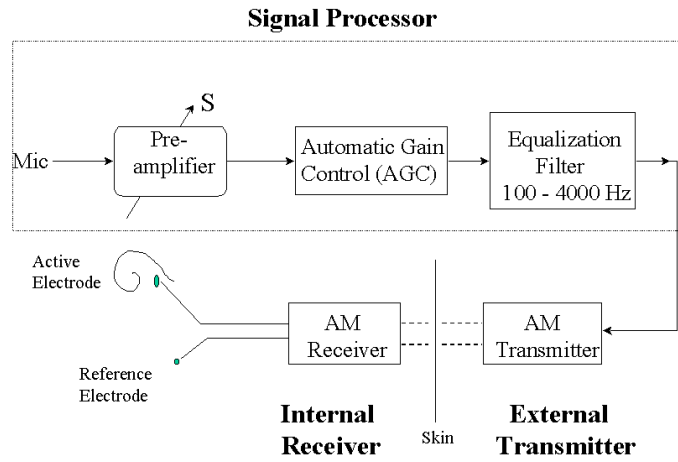 Signal Processor
S
Mic
Pre-
amplifier
Automatic Gain
Control (AGC)
Equalization
Filter
100 - 4000 Hz
Active
Electrode
AM
Receiver
AM
Transmitter
Reference
Electrode
Internal
Receiver
Skin
External
Transmitter